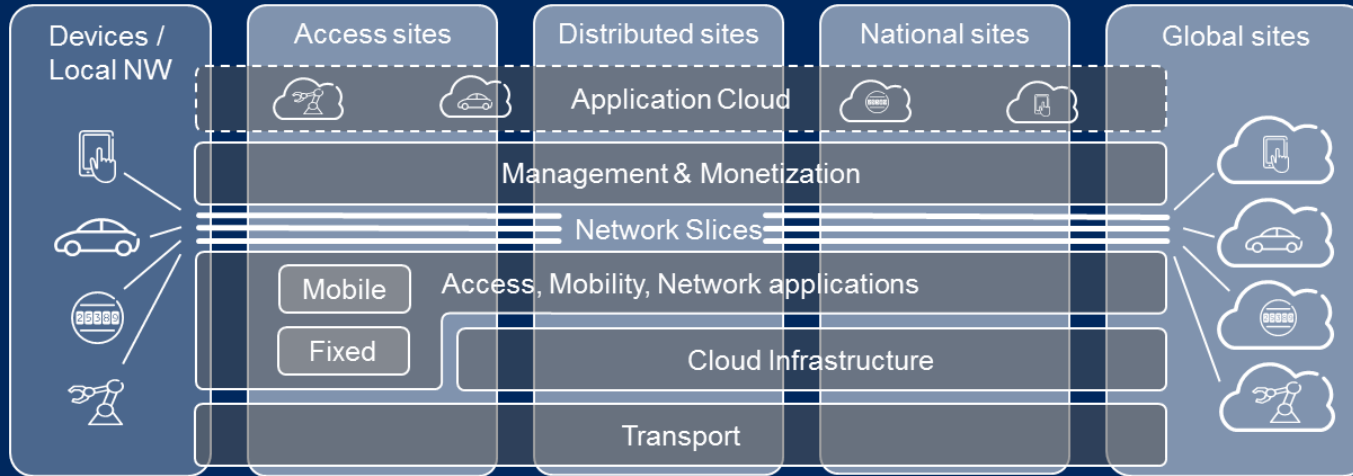 Devices /
Local NW
Access sites
Distributed sites
National sites
Global sites
Application Cloud
Management & Monetization
Network Slices
Mobile
Access, Mobility, Network applications
Fixed
Cloud Infrastructure
Transport
25389